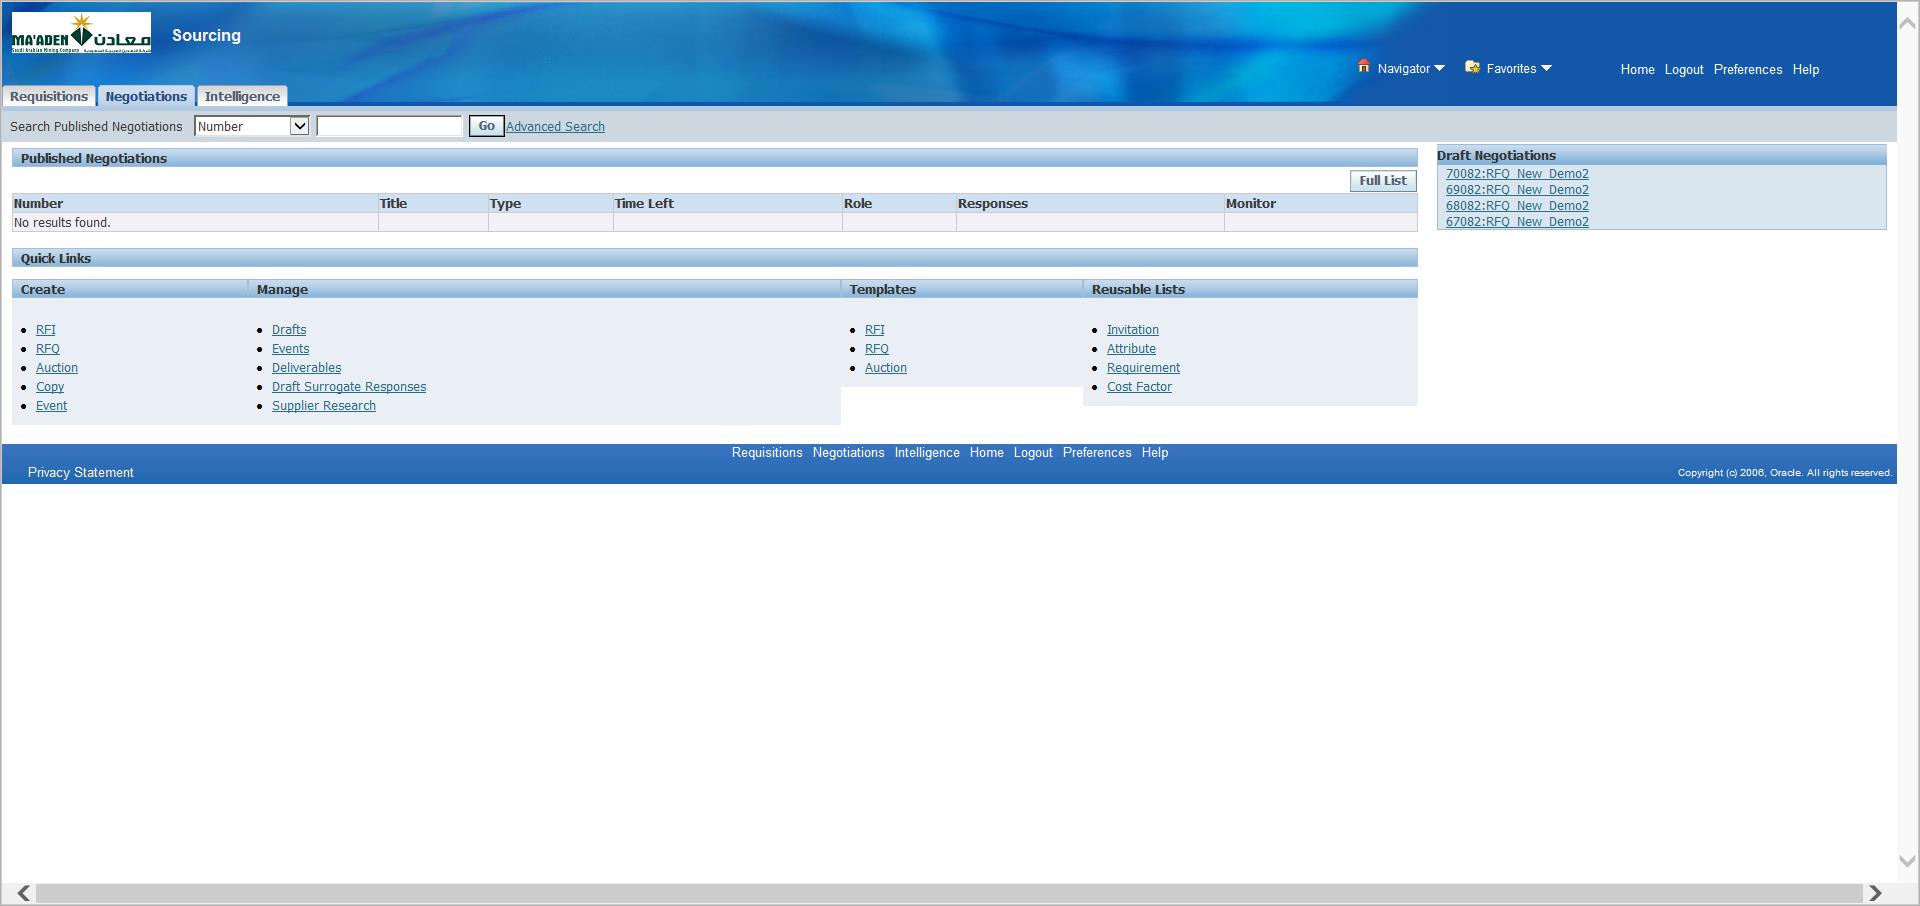 MA'ADEN معادن
Saudi Arabian Mining Company شركة التعدين العربية السعودية
Sourcing
Navigator Favorites Home Logout Preferences Help
Requisitions Negotiations Intelligence
Search Published Negotiations Number Go Advanced Search
Published Negotiations
Full List
Number Title Type Time Left Role Responses Monitor
No results found.
Draft Negotiations
70082:RFQ_New_Demo2
69082:RFQ_New_Demo2
68082:RFQ_New_Demo2
67082:RFQ_New_Demo2
Quick Links
Create
RFI
RFQ
Auction
Copy
Event
Manage
Drafts
Events
Deliverables
Draft Surrogate Responses
Supplier Research
Templates
RFI
RFQ
Auction
Reusable Lists
Invitation
Attribute
Requirement
Cost Factor
Requisitions Negotiations Intelligence Home Logout Preferences Help
Privacy Statement
Copyright (c) 2006, Oracle. All rights reserved.